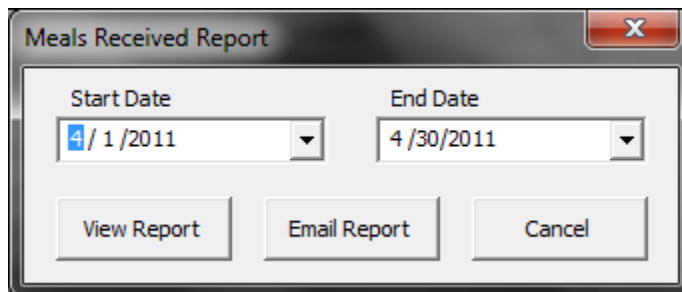 Meals Received Report
Start Date End Date
4 / 1 /2011 4 /30/2011
View Report Email Report Cancel